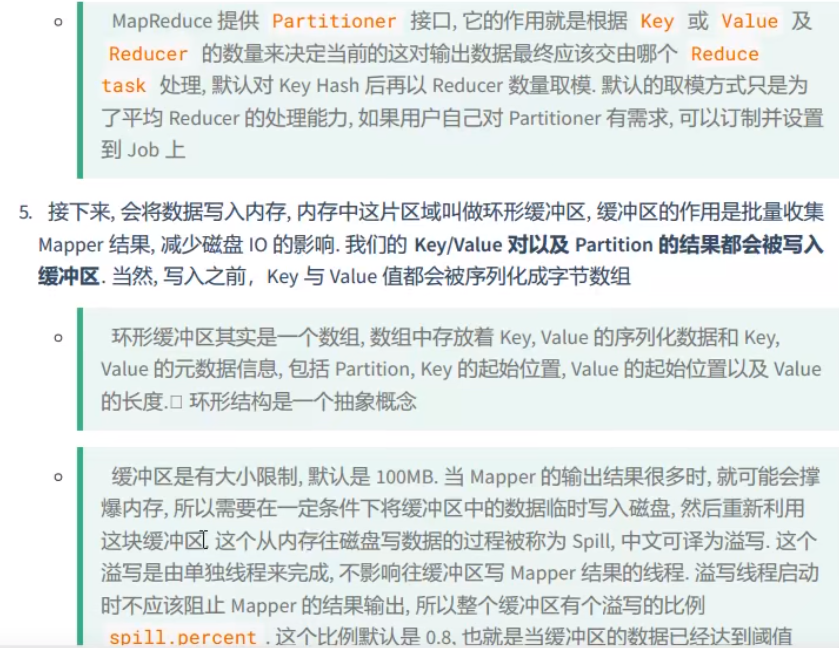 MapReduce 提供 Partitioner 接口, 它的作用就是根据 Key 或 Value 及
Reducer 的数量来决定当前的这对输出数据最终应该交由哪个 Reduce
task 处理, 默认对 Key Hash 后再以 Reducer 数量取模. 默认的取模方式只是为
了平均 Reducer 的处理能力, 如果用户自己对 Partitioner 有需求, 可以订制并设置
到 Job 上
5. 接下来, 会将数据写入内存, 内存中这片区域叫做环形缓冲区, 缓冲区的作用是批量收集
Mapper 结果, 减少磁盘 IO 的影响. 我们的 Key/Value 对以及 Partition 的结果都会被写入
缓冲区. 当然, 写入之前，Key 与 Value 值都会被序列化成字节数组
环形缓冲区其实是一个数组, 数组中存放着 Key, Value 的序列化数据和 Key,
Value 的元数据信息, 包括 Partition, Key 的起始位置, Value 的起始位置以及 Value
的长度.□ 环形结构是一个抽象概念
缓冲区是有大小限制, 默认是 100MB. 当 Mapper 的输出结果很多时, 就可能会撑
爆内存, 所以需要在一定条件下将缓冲区中的数据临时写入磁盘, 然后重新利用
这块缓冲区. 这个从内存往磁盘写数据的过程被称为 Spill, 中文可译为溢写. 这个
溢写是由单独线程来完成, 不影响往缓冲区写 Mapper 结果的线程. 溢写线程启动
时不应该阻止 Mapper 的结果输出, 所以整个缓冲区有个溢写的比例
spill.percent . 这个比例默认是 0.8, 也就是当缓冲区的数据已经达到阈值